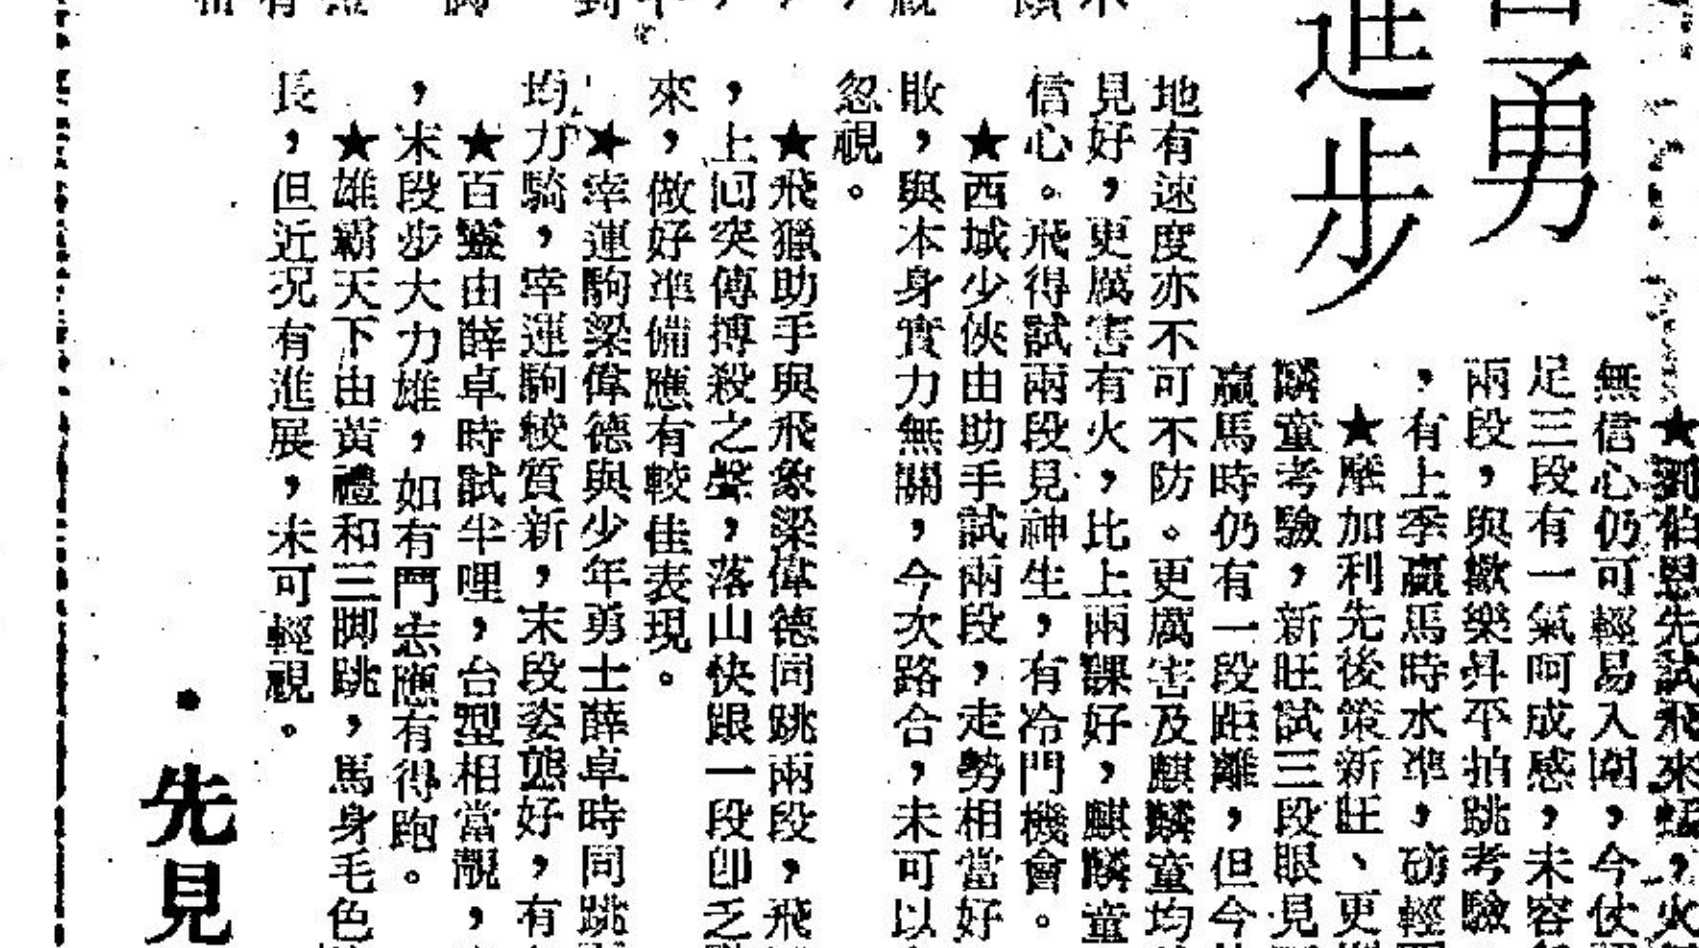 勇
進步
★劉伯恩先試飛來蜢，火
無信心仍可輕易入閘，今仗
足三段有一氣呵成感，未容
兩段，與撇樂昇平拍跳考驗
，有上季贏馬時水準，磅輕
★摩加利先後策新旺、更
麟童考驗，新旺試三段眼見
贏馬時仍有一段距離，但今
地有速度亦不可不防。更厲害及麒麟童均
見好，更厲害有火，比上兩課好，麒麟童
信心。飛得試兩段見神生，有冷門機會。
★西城少俠由助手試兩段，走勢相當好
敗，與本身實力無關，今次路合，未可以
忽視。
★飛獵助手與飛象梁偉德同跳兩段，飛
，上回突傳搏殺之聲，落山快跟一段即乏
來，做好準備應有較佳表現。
★幸運駒梁偉德與少年勇士薛卓時同跳
均力騎，幸運駒較質新，末段姿態好，有
★百靈由薛卓時試半哩，台型相當靚，
，末段步大力雄，如有鬥志應有得跑。
★雄霸天下由黃禮和三脚跳，馬身毛色
長，但近況有進展，未可輕視。
·先見